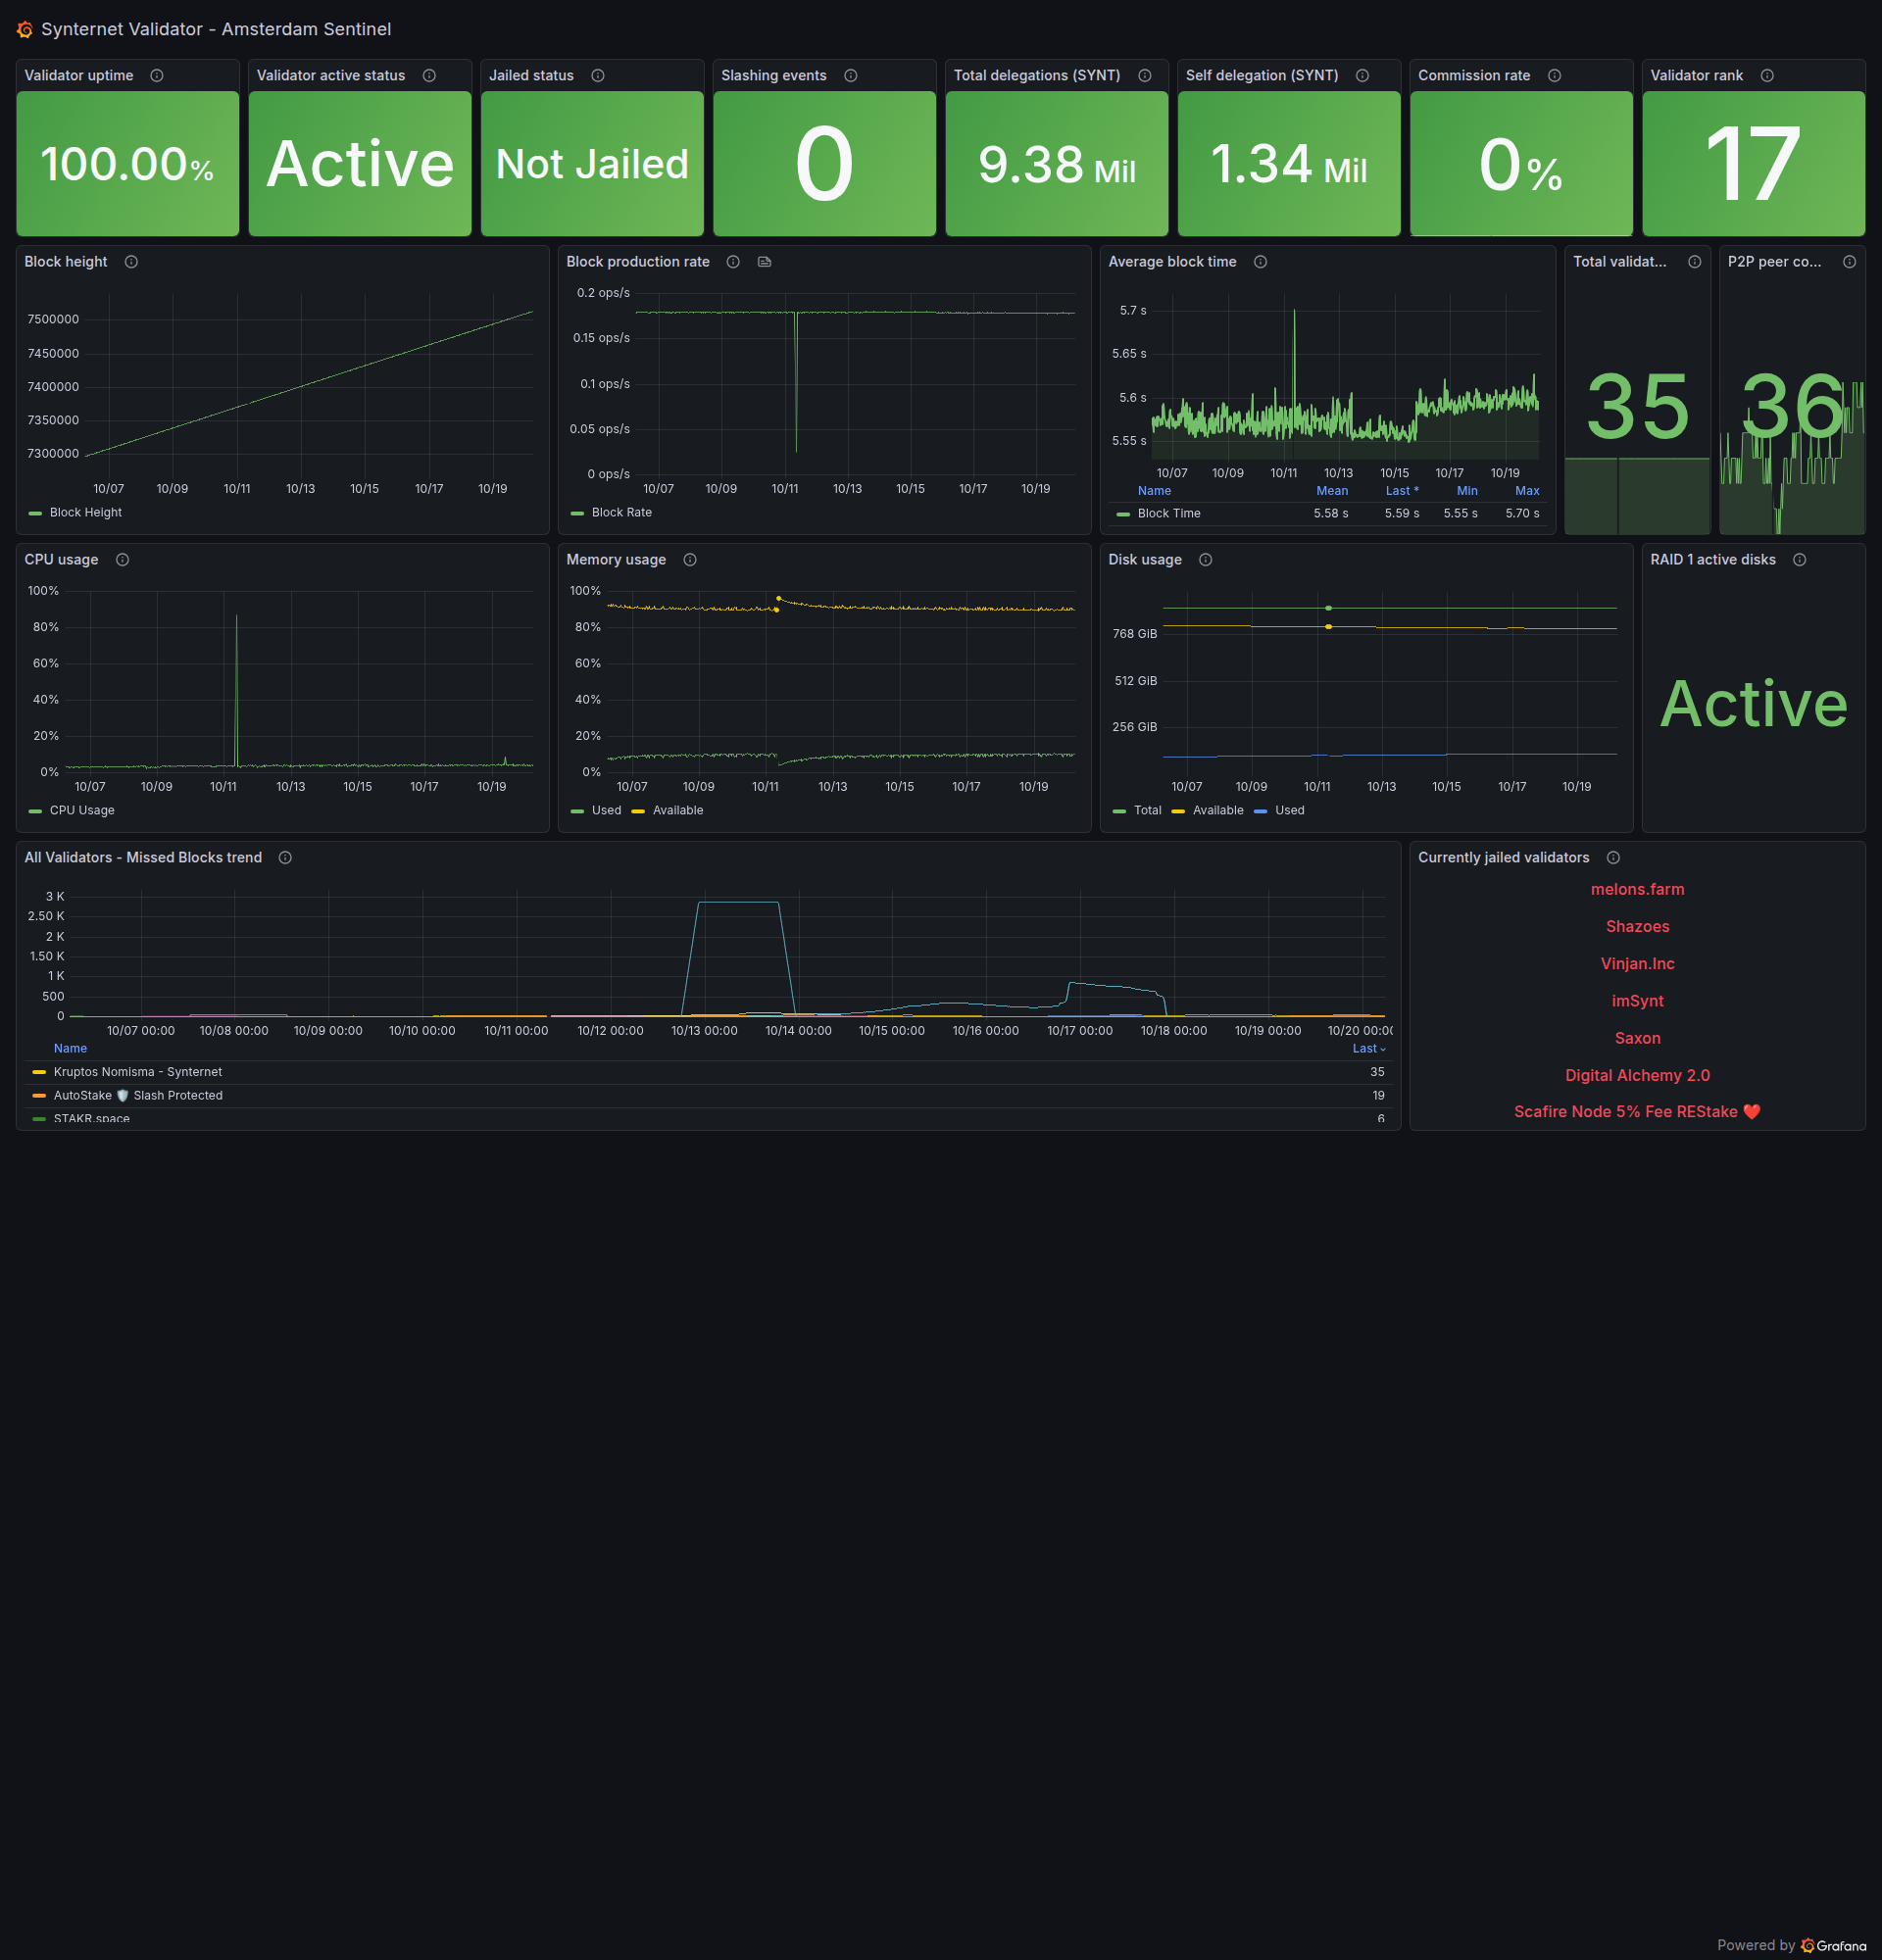 Synternet Validator - Amsterdam Sentinel
Validator uptime
100.00%
Validator active status
Active
Jailed status
Not Jailed
Slashing events
0
Total delegations (SYNT)
9.38 Mil
Self delegation (SYNT)
1.34 Mil
Commission rate
0%
Validator rank
17
Block height
7500000
7450000
7400000
7350000
7300000
10/07 10/09 10/11 10/13 10/15 10/17 10/19
Block Height
Block production rate
0.2 ops/s
0.15 ops/s
0.1 ops/s
0.05 ops/s
0 ops/s
10/07 10/09 10/11 10/13 10/15 10/17 10/19
Block Rate
Average block time
5.7 s
5.65 s
5.6 s
5.55 s
10/07 10/09 10/11 10/13 10/15 10/17 10/19
Name Mean Last * Min Max
Block Time 5.58 s 5.59 s 5.55 s 5.70 s
Total validat...
35
P2P peer co...
36
CPU usage
100%
80%
60%
40%
20%
0%
10/07 10/09 10/11 10/13 10/15 10/17 10/19
CPU Usage
Memory usage
100%
80%
60%
40%
20%
0%
10/07 10/09 10/11 10/13 10/15 10/17 10/19
Used Available
Disk usage
768 GiB
512 GiB
256 GiB
10/07 10/09 10/11 10/13 10/15 10/17 10/19
Total Available Used
RAID 1 active disks
Active
All Validators - Missed Blocks trend
3 K
2.50 K
2 K
1.50 K
1 K
500
0
10/07 00:00 10/08 00:00 10/09 00:00 10/10 00:00 10/11 00:00 10/12 00:00 10/13 00:00 10/14 00:00 10/15 00:00 10/16 00:00 10/17 00:00 10/18 00:00 10/19 00:00 10/20 00:00
Name Last
Kruptos Nomisma - Synternet 35
AutoStake 🛡️ Slash Protected 19
STAKR.space 6
Currently jailed validators
melons.farm
Shazoes
Vinjan.Inc
imSynt
Saxon
Digital Alchemy 2.0
Scafire Node 5% Fee REStake ❤️
Powered by Grafana